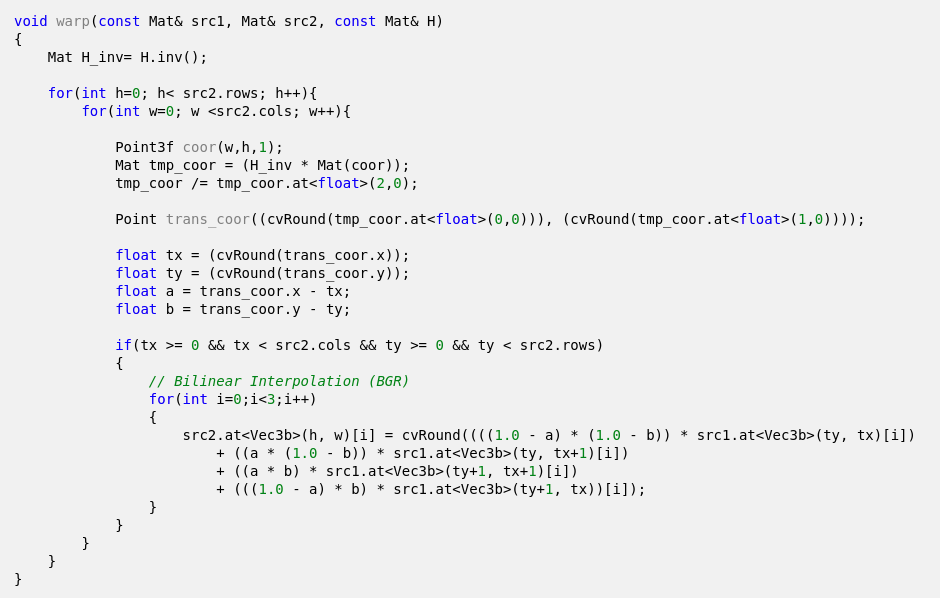 void warp(const Mat& src1, Mat& src2, const Mat& H)
{
    Mat H_inv= H.inv();

    for(int h=0; h< src2.rows; h++){
        for(int w=0; w <src2.cols; w++){

            Point3f coor(w,h,1);
            Mat tmp_coor = (H_inv * Mat(coor));
            tmp_coor /= tmp_coor.at<float>(2,0);

            Point trans_coor((cvRound(tmp_coor.at<float>(0,0))), (cvRound(tmp_coor.at<float>(1,0))));

            float tx = (cvRound(trans_coor.x));
            float ty = (cvRound(trans_coor.y));
            float a = trans_coor.x - tx;
            float b = trans_coor.y - ty;

            if(tx >= 0 && tx < src2.cols && ty >= 0 && ty < src2.rows)
            {
                // Bilinear Interpolation (BGR)
                for(int i=0;i<3;i++)
                {
                    src2.at<Vec3b>(h, w)[i] = cvRound((((1.0 - a) * (1.0 - b)) * src1.at<Vec3b>(ty, tx)[i])
                        + ((a * (1.0 - b)) * src1.at<Vec3b>(ty, tx+1)[i])
                        + ((a * b) * src1.at<Vec3b>(ty+1, tx+1)[i])
                        + (((1.0 - a) * b) * src1.at<Vec3b>(ty+1, tx))[i]);
                }
            }
        }
    }
}